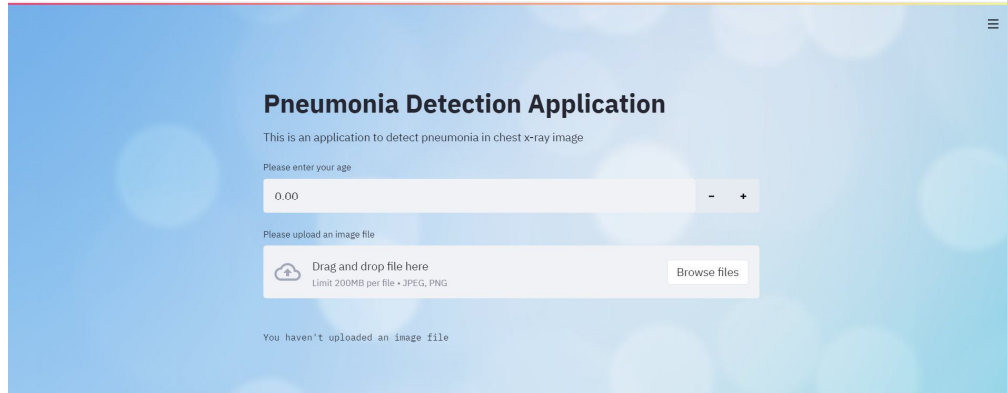 Pneumonia Detection Application
This is an application to detect pneumonia in chest x-ray image
Please enter your age
0.00 - +
Please upload an image file
Drag and drop file here
Limit 200MB per file • JPEG, PNG
Browse files
You haven't uploaded an image file